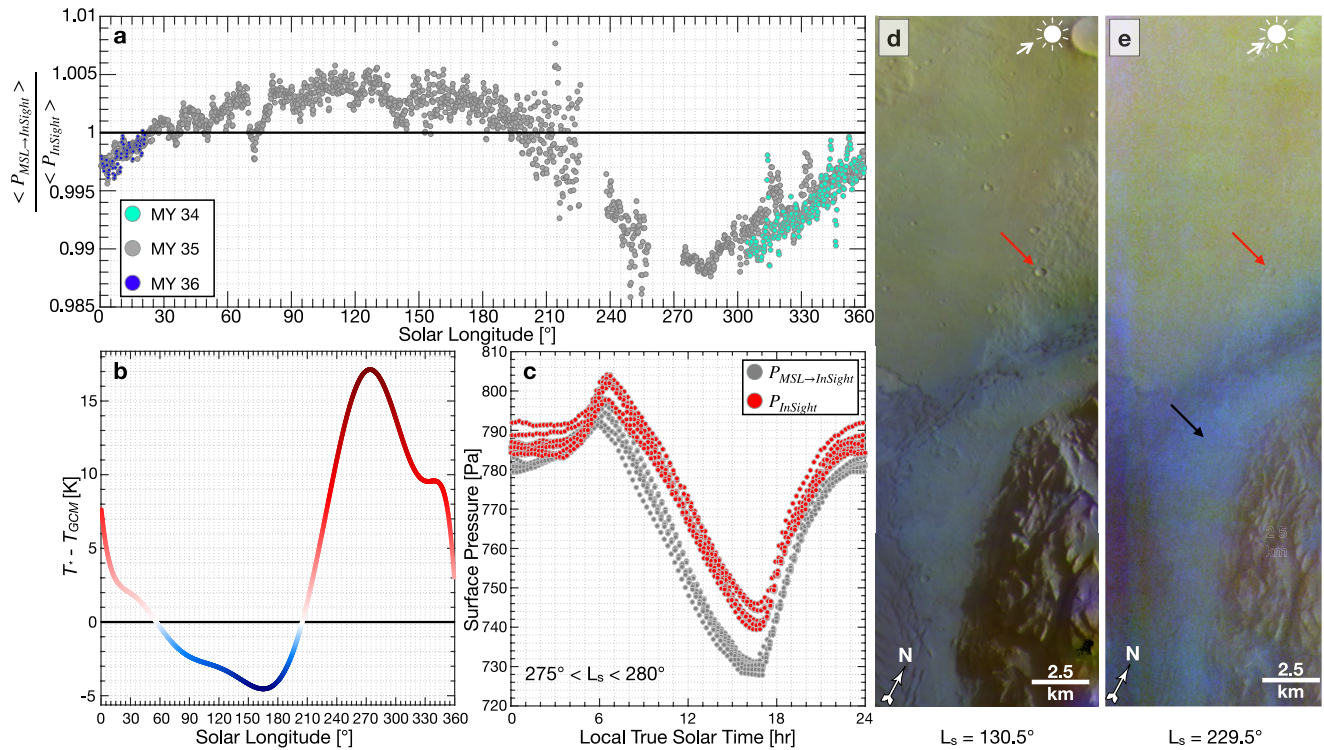 a
1.01
1.005
1
0.995
0.99
0.985
< P_MSL→InSight >
< P_InSight >
MY 34
MY 35
MY 36
0 30 60 90 120 150 180 210 240 270 300 330 360
Solar Longitude [°]
b
15
10
5
0
-5
T· - T_GCM [K]
0 30 60 90 120 150 180 210 240 270 300 330 360
Solar Longitude [°]
c
810
800
790
780
770
760
750
740
730
720
Surface Pressure [Pa]
P_MSL→InSight
P_InSight
275° < Lₛ < 280°
0 6 12 18 24
Local True Solar Time [hr]
d
N
2.5
km
Lₛ = 130.5°
e
2.5
km
N
2.5
km
Lₛ = 229.5°